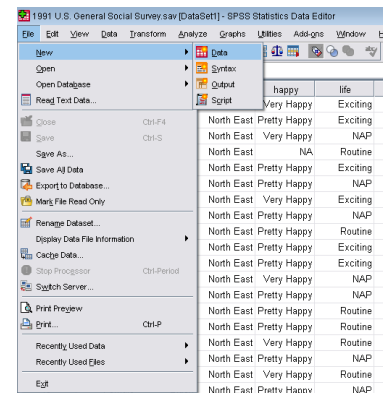 1991 U.S. General Social Survey.sav [DataSet1] - SPSS Statistics Data Editor
File Edit View Data Transform Analyze Graphs Utilities Add-ons Window
New
Open
Open Database
Read Text Data...
Close Ctrl-F4
Save Ctrl-S
Save As...
Save All Data
Export to Database...
Mark File Read Only
Rename Dataset...
Display Data File Information
Cache Data...
Stop Processor Ctrl-Period
Switch Server...
Print Preview
Print... Ctrl-P
Recently Used Data
Recently Used Files
Exit
Data
Syntax
Output
Script
happy life
Very Happy Exciting
North East Pretty Happy Exciting
North East Very Happy NAP
North East NA Routine
North East Pretty Happy Exciting
North East Pretty Happy NAP
North East Very Happy Exciting
North East Pretty Happy NAP
North East Pretty Happy Routine
North East Pretty Happy Exciting
North East Pretty Happy Exciting
North East Very Happy NAP
North East Pretty Happy NAP
North East Pretty Happy Routine
North East Pretty Happy Routine
North East Pretty Happy Routine
North East Pretty Happy NAP
North East Very Happy Routine
North East Pretty Happy NAP